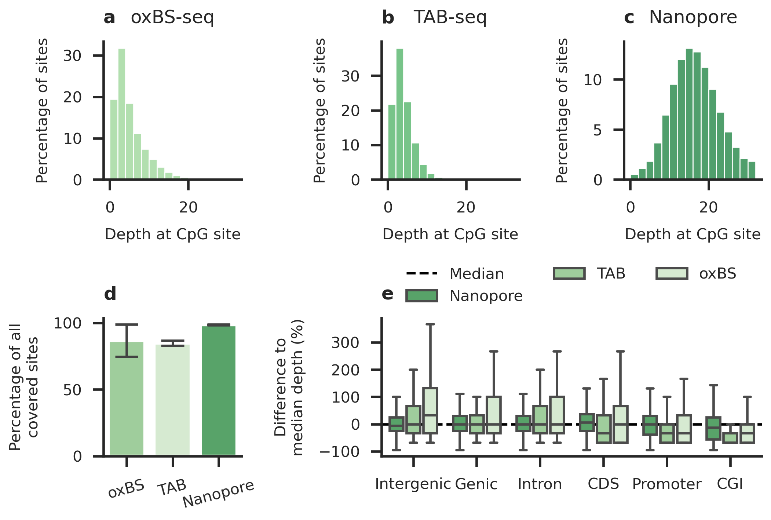 a oxBS-seq
Percentage of sites
30
20
10
0
0 20
Depth at CpG site
b TAB-seq
Percentage of sites
30
20
10
0
0 20
Depth at CpG site
c Nanopore
Percentage of sites
10
5
0
0 20
Depth at CpG site
d
Percentage of all
covered sites
100
50
0
oxBS TAB Nanopore
e
Median TAB oxBS
Nanopore
Difference to
median depth (%)
300
200
100
0
−100
Intergenic Genic Intron CDS Promoter CGI